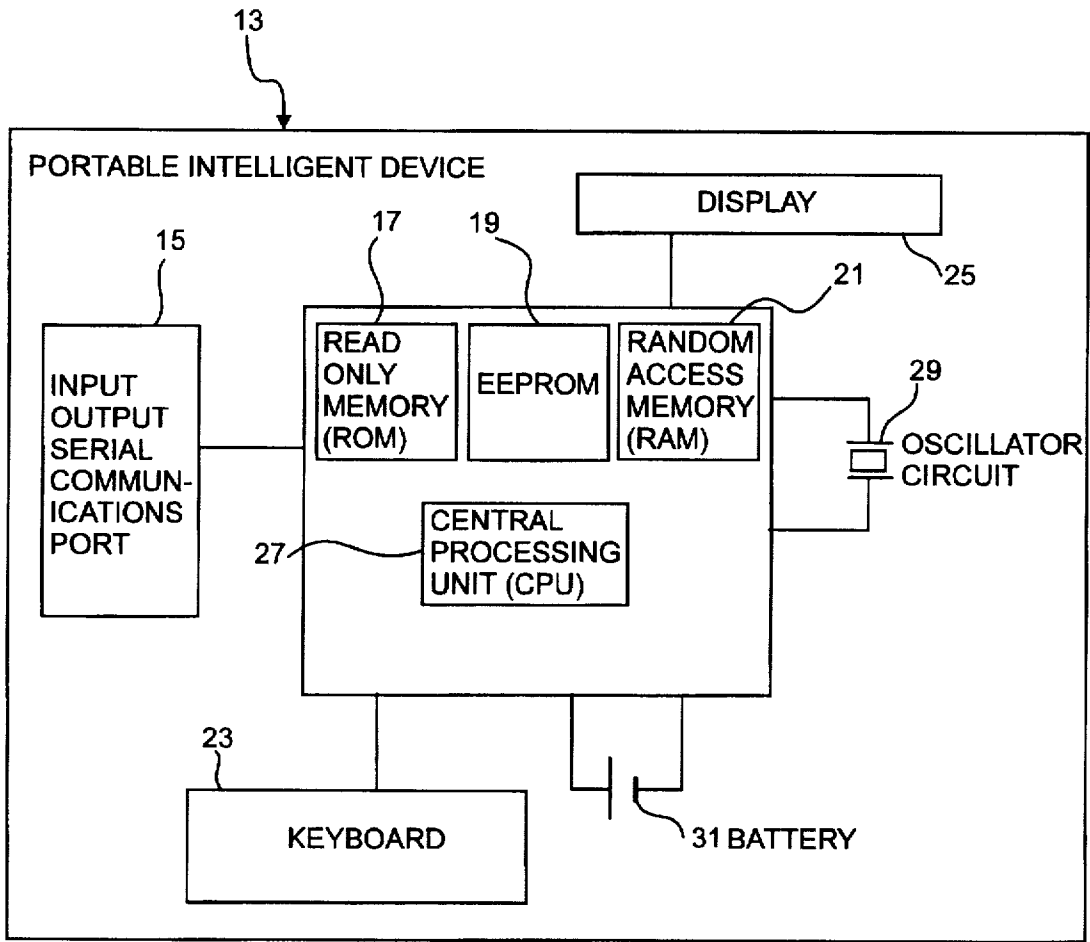 13
PORTABLE INTELLIGENT DEVICE
DISPLAY
25
15
17
19
21
INPUT
OUTPUT
SERIAL
COMMUN-
ICATIONS
PORT
READ
ONLY
MEMORY
(ROM)
EEPROM
RANDOM
ACCESS
MEMORY
(RAM)
29
OSCILLATOR
CIRCUIT
27
CENTRAL
PROCESSING
UNIT (CPU)
23
KEYBOARD
31 BATTERY